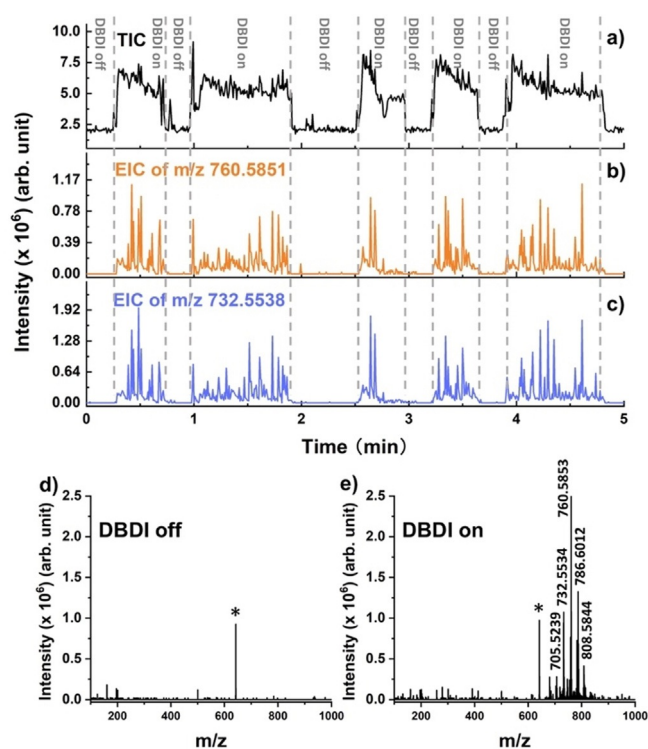 a)
TIC
DBDI off
DBDI on
DBDI off
DBDI on
DBDI off
DBDI on
DBDI off
DBDI on
DBDI off
DBDI on
10.0
7.5
5.0
2.5
b)
EIC of m/z 760.5851
1.17
0.78
0.39
0.00
c)
EIC of m/z 732.5538
1.92
1.28
0.64
0.00
Intensity (x 10⁶) (arb. unit)
0 1 2 3 4 5
Time (min)
d)
DBDI off
Intensity (x 10⁶) (arb. unit)
2.5
2.0
1.5
1.0
0.5
0.0
*
200 400 600 800 1000
m/z
e)
DBDI on
Intensity (x 10⁶) (arb. unit)
2.5
2.0
1.5
1.0
0.5
0.0
*
705.5239
732.5534
760.5853
786.6012
808.5844
200 400 600 800 1000
m/z